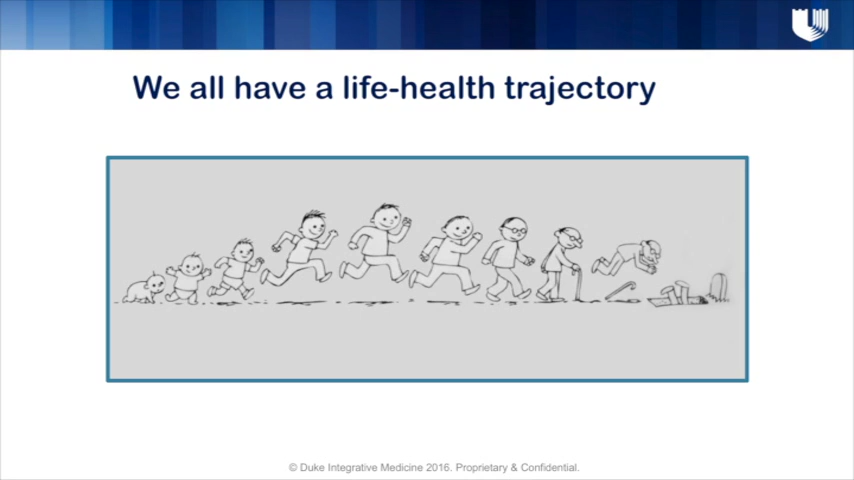 We all have a life-health trajectory
© Duke Integrative Medicine 2016. Proprietary & Confidential.